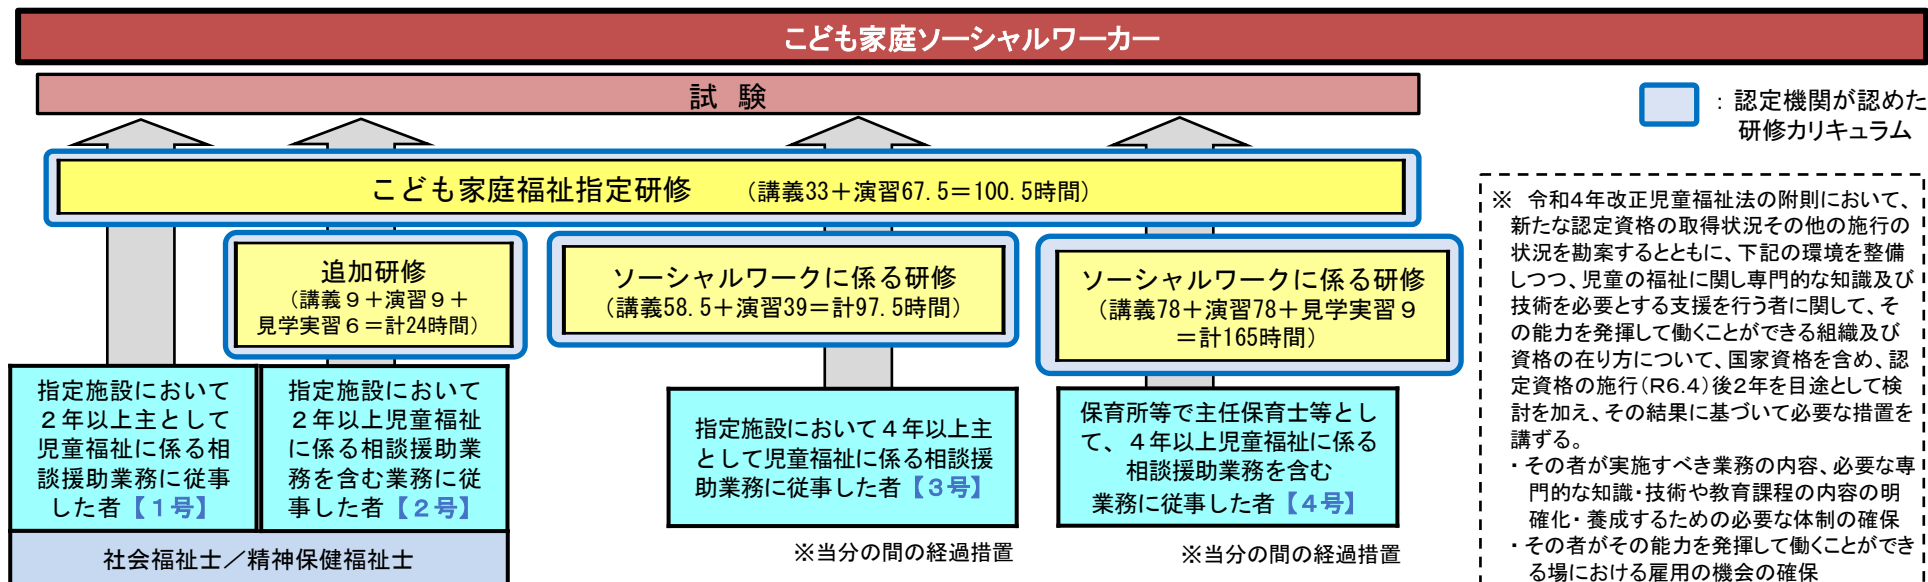 こども家庭ソーシャルワーカー
試 験
：認定機関が認めた
研修カリキュラム
こども家庭福祉指定研修　（講義33＋演習67.5＝100.5時間）
追加研修
（講義９＋演習９＋
見学実習６＝計24時間）
ソーシャルワークに係る研修
（講義58.5＋演習39＝計97.5時間）
ソーシャルワークに係る研修
（講義78＋演習78＋見学実習９
＝計165時間）
指定施設において
２年以上主として
児童福祉に係る相
談援助業務に従事
した者【１号】
指定施設において
２年以上児童福祉
に係る相談援助業
務を含む業務に従
事した者【２号】
社会福祉士／精神保健福祉士
指定施設において４年以上主
として児童福祉に係る相談援
助業務に従事した者【３号】
※当分の間の経過措置
保育所等で主任保育士等とし
て、４年以上児童福祉に係る
相談援助業務を含む
業務に従事した者【４号】
※当分の間の経過措置
※ 令和4年改正児童福祉法の附則において、
新たな認定資格の取得状況その他の施行の
状況を勘案するとともに、下記の環境を整備
しつつ、児童の福祉に関し専門的な知識及び
技術を必要とする支援を行う者に関して、そ
の能力を発揮して働くことができる組織及び
資格の在り方について、国家資格を含め、認
定資格の施行（R6.4）後2年を目途として検
討を加え、その結果に基づいて必要な措置を
講ずる。
・その者が実施すべき業務の内容、必要な専
門的な知識・技術や教育課程の内容の明
確化・養成するための必要な体制の確保
・その者がその能力を発揮して働くことができ
る場における雇用の機会の確保